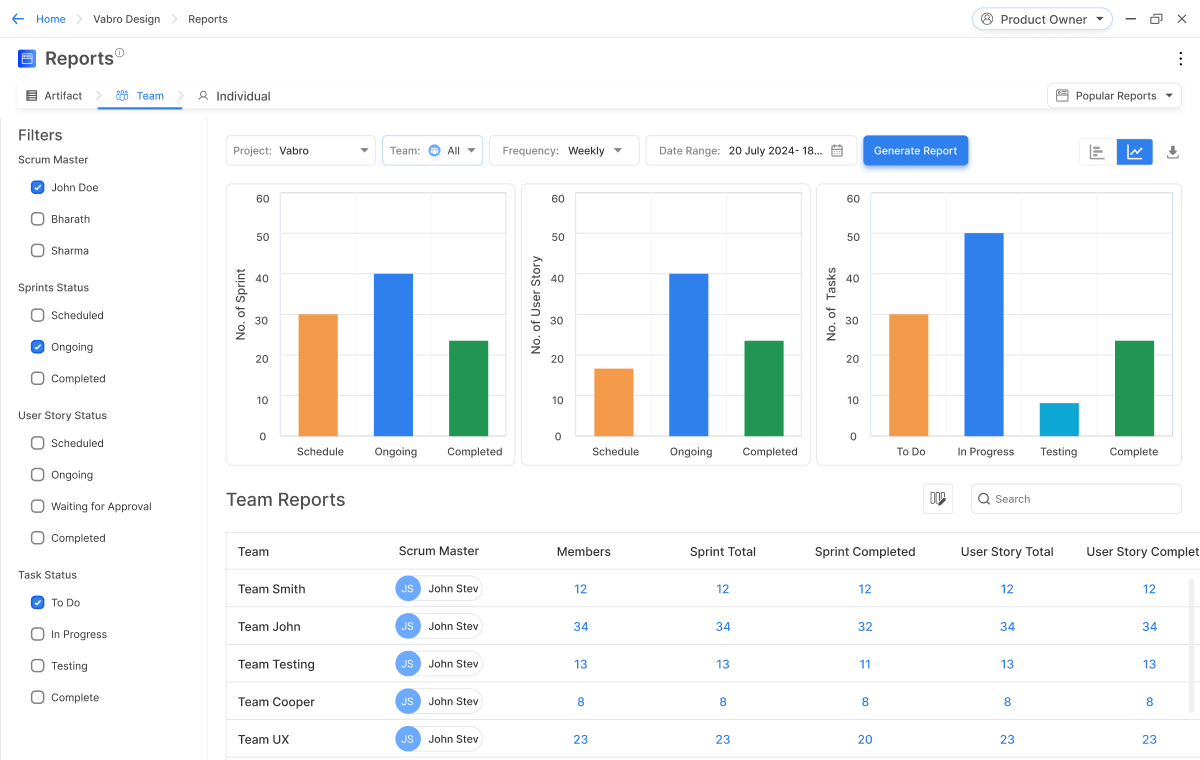 Home Vabro Design Reports Product Owner
Reports
Artifact Team Individual Popular Reports
Filters
Scrum Master
John Doe
Bharath
Sharma
Sprints Status
Scheduled
Ongoing
Completed
User Story Status
Scheduled
Ongoing
Waiting for Approval
Completed
Task Status
To Do
In Progress
Testing
Complete
Project: Vabro Team: All Frequency: Weekly Date Range: 20 July 2024- 18... Generate Report
No. of Sprint
60
50
40
30
20
10
0
Schedule Ongoing Completed
No. of User Story
60
50
40
30
20
10
0
Schedule Ongoing Completed
No. of Tasks
60
50
40
30
20
10
0
To Do In Progress Testing Complete
Team Reports Search
Team Scrum Master Members Sprint Total Sprint Completed User Story Total User Story Complet
Team Smith JS John Stev 12 12 12 12 12
Team John JS John Stev 34 34 32 34 34
Team Testing JS John Stev 13 13 11 13 13
Team Cooper JS John Stev 8 8 8 8 8
Team UX JS John Stev 23 23 20 23 23